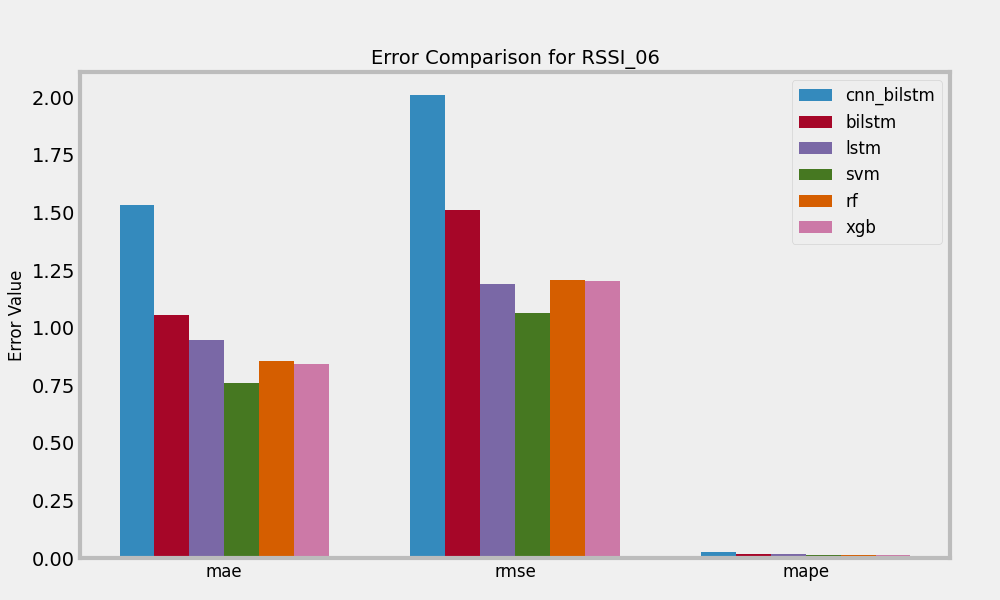 Error Comparison for RSSI_06
Error Value
2.00
1.75
1.50
1.25
1.00
0.75
0.50
0.25
0.00
mae
rmse
mape
cnn_bilstm
bilstm
lstm
svm
rf
xgb